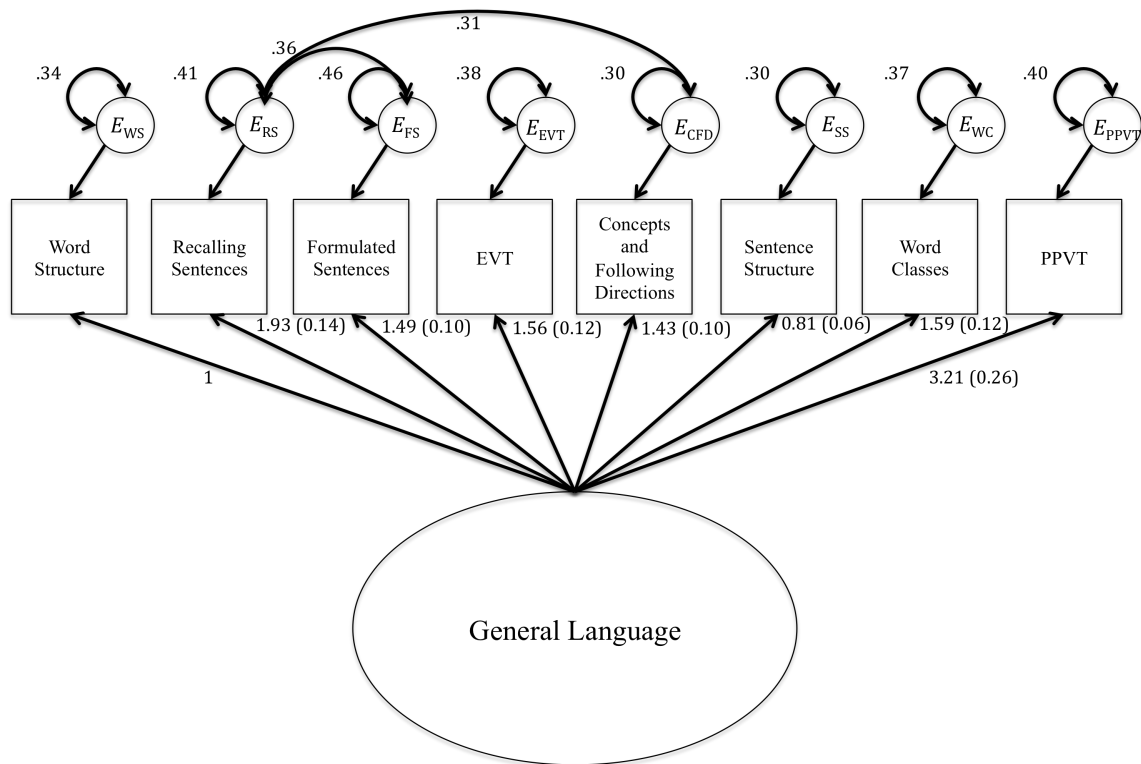 .31
.36
.34
.41
.46
.38
.30
.30
.37
.40
E_WS
E_RS
E_FS
E_EVT
E_CFD
E_SS
E_WC
E_PPVT
Word
Structure
Recalling
Sentences
Formulated
Sentences
EVT
Concepts
and
Following
Directions
Sentence
Structure
Word
Classes
PPVT
1.93 (0.14)
1.49 (0.10)
1.56 (0.12)
1.43 (0.10)
0.81 (0.06)
1.59 (0.12)
1
3.21 (0.26)
General Language